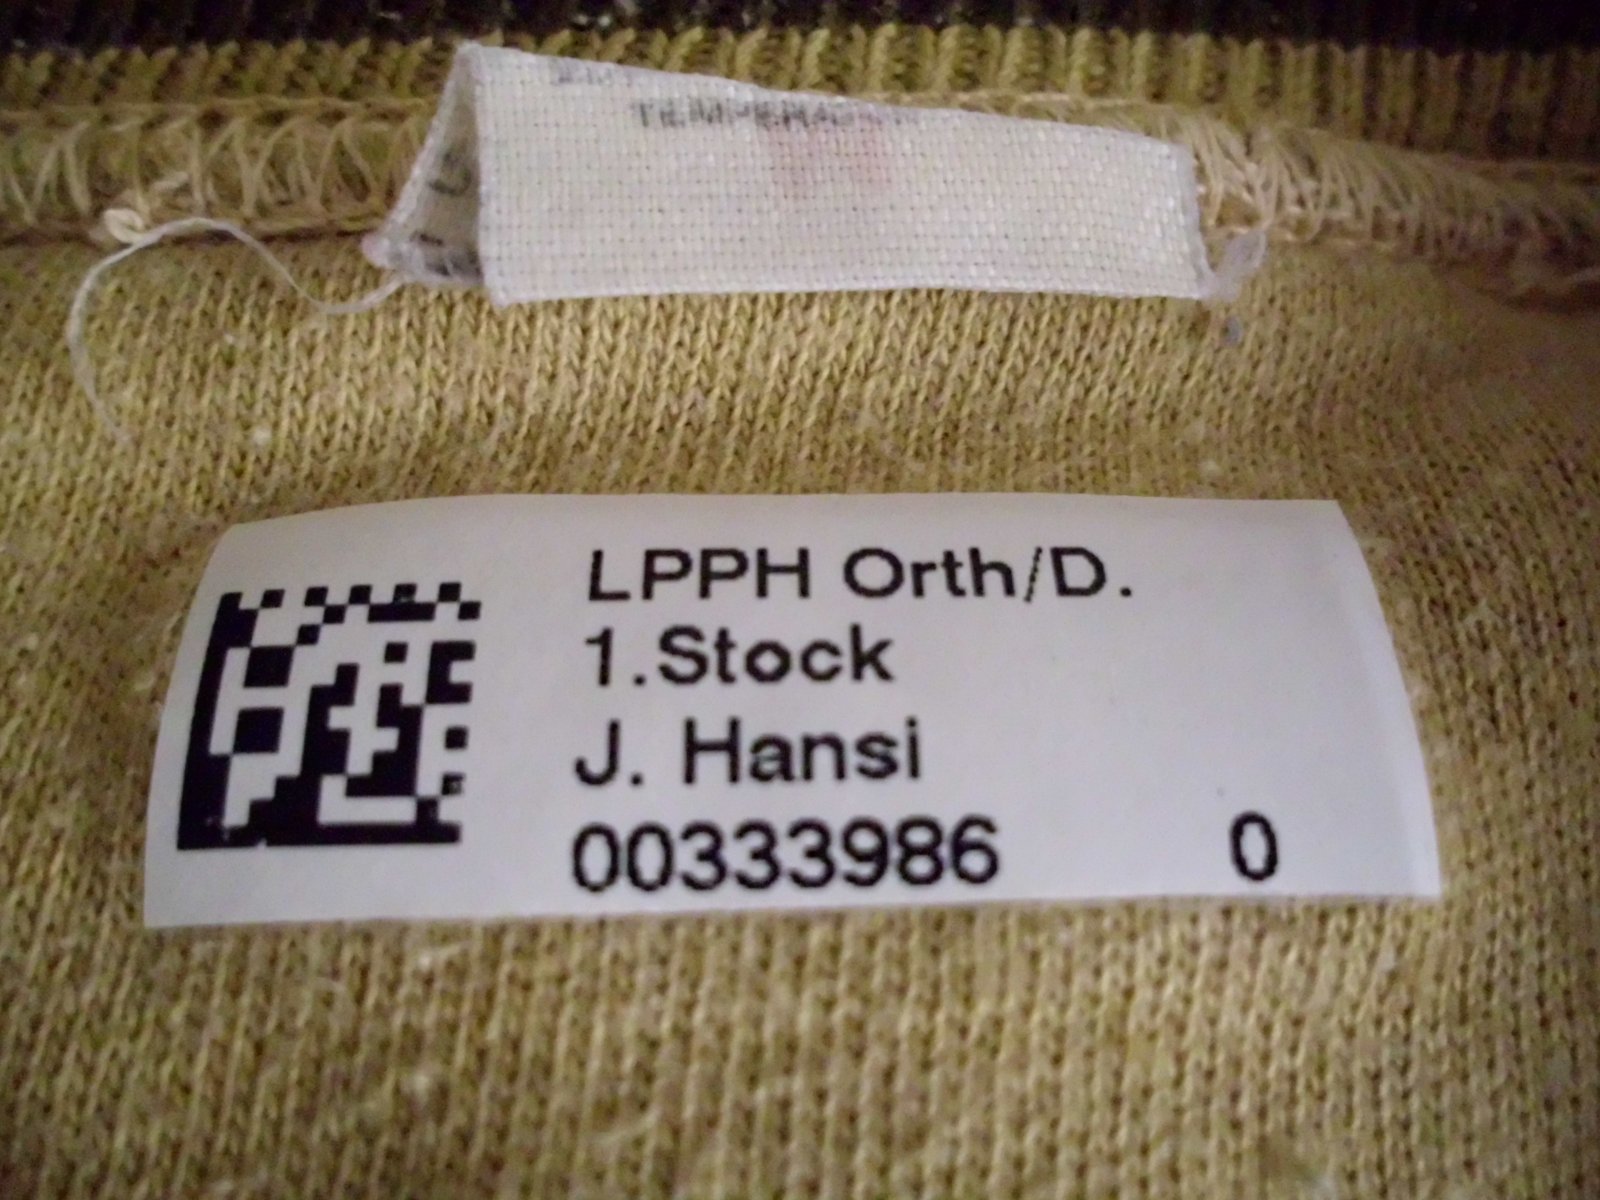 LPPH Orth/D.
1.Stock
J. Hansi
00333986 0